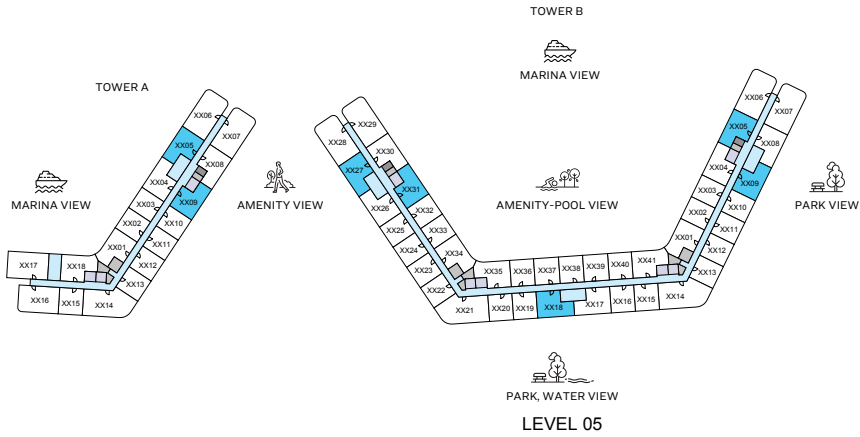 TOWER B
MARINA VIEW
TOWER A
XX06
XX07
XX05
XX08
XX04
XX09
XX03
XX10
XX02
XX11
XX01
XX12
XX13
XX18
XX17
XX16
XX15
XX14
MARINA VIEW
AMENITY VIEW
XX29
XX28
XX30
XX27
XX31
XX26
XX32
XX25
XX33
XX24
XX34
XX23
XX22
XX21
XX35
XX36
XX37
XX38
XX39
XX40
XX41
XX20
XX19
XX18
XX17
XX16
XX15
XX14
XX06
XX07
XX05
XX08
XX04
XX09
XX03
XX10
XX02
XX11
XX01
XX12
XX13
AMENITY-POOL VIEW
PARK VIEW
PARK, WATER VIEW
LEVEL 05